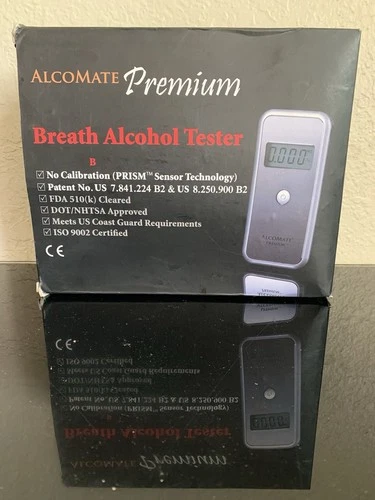 ALCOMATE Premium
Breath Alcohol Tester
B
☑ No Calibration (PRISM™ Sensor Technology)
☑ Patent No. US 7.841.224 B2 & US 8.250.900 B2
☑ FDA 510(k) Cleared
☑ DOT/NHTSA Approved
☑ Meets US Coast Guard Requirements
☑ ISO 9002 Certified
CE
0.000
ALCOMATE